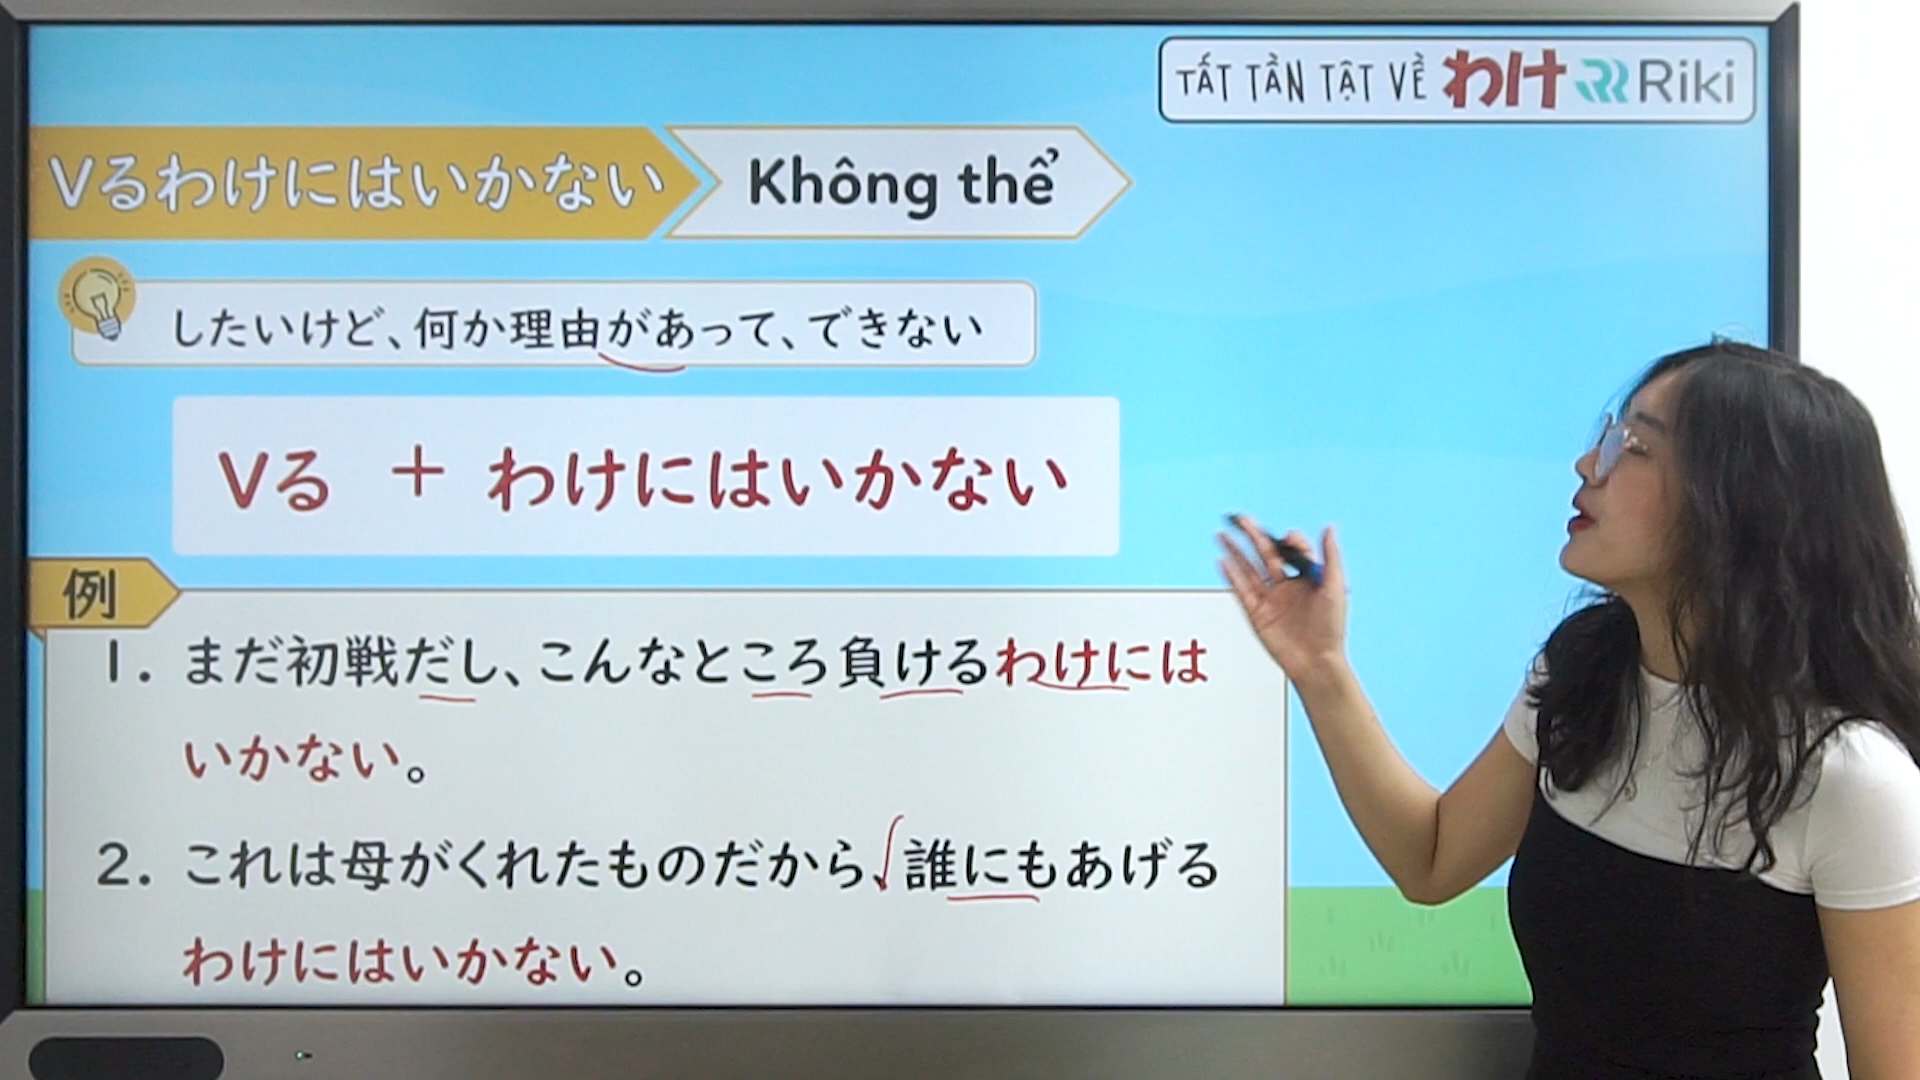 TẤT TẦN TẬT VỀ わけ Riki
Vるわけにはいかない Không thể
したいけど、何か理由があって、できない
Vる + わけにはいかない
例
1. まだ初戦だし、こんなところ負けるわけには
いかない。
2. これは母がくれたものだから、誰にもあげる
わけにはいかない。